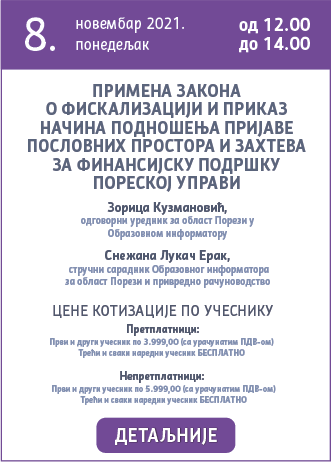 8.
новембар 2021.
понедељак
од 12.00
до 14.00
ПРИМЕНА ЗАКОНА
О ФИСКАЛИЗАЦИЈИ И ПРИКАЗ
НАЧИНА ПОДНОШЕЊА ПРИЈАВЕ
ПОСЛОВНИХ ПРОСТОРА И ЗАХТЕВА
ЗА ФИНАНСИЈСКУ ПОДРШКУ
ПОРЕСКОЈ УПРАВИ
Зорица Кузмановић,
одговорни уредник за област Порези у
Образовном информатору
Снежана Лукач Ерак,
стручни сарадник Образовног информатора
за област Порези и привредно рачуноводство
ЦЕНЕ КОТИЗАЦИЈЕ ПО УЧЕСНИКУ
Претплатници:
Први и други учесник по 3.999,00 (са урачунатим ПДВ-ом)
Трећи и сваки наредни учесник БЕСПЛАТНО
Непретплатници:
Први и други учесник по 5.999,00 (са урачунатим ПДВ-ом)
Трећи и сваки наредни учесник БЕСПЛАТНО
ДЕТАЉНИЈЕ